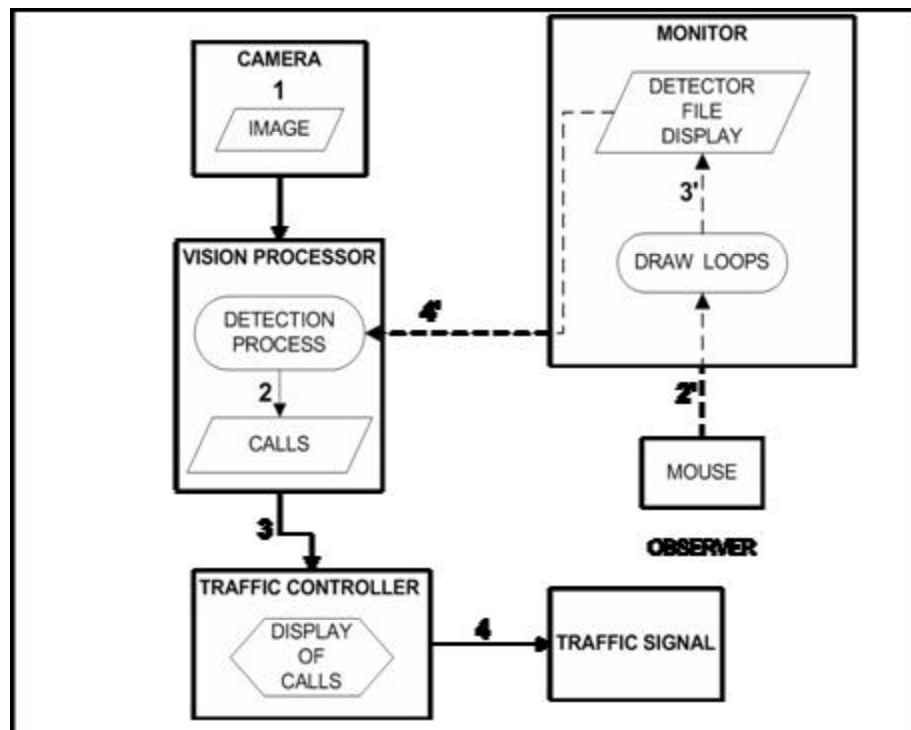 CAMERA
1
IMAGE
MONITOR
DETECTOR
FILE
DISPLAY
3'
DRAW LOOPS
VISION PROCESSOR
DETECTION
PROCESS
4'
2
CALLS
2'
MOUSE
OBSERVER
3
TRAFFIC CONTROLLER
DISPLAY
OF
CALLS
4
TRAFFIC SIGNAL